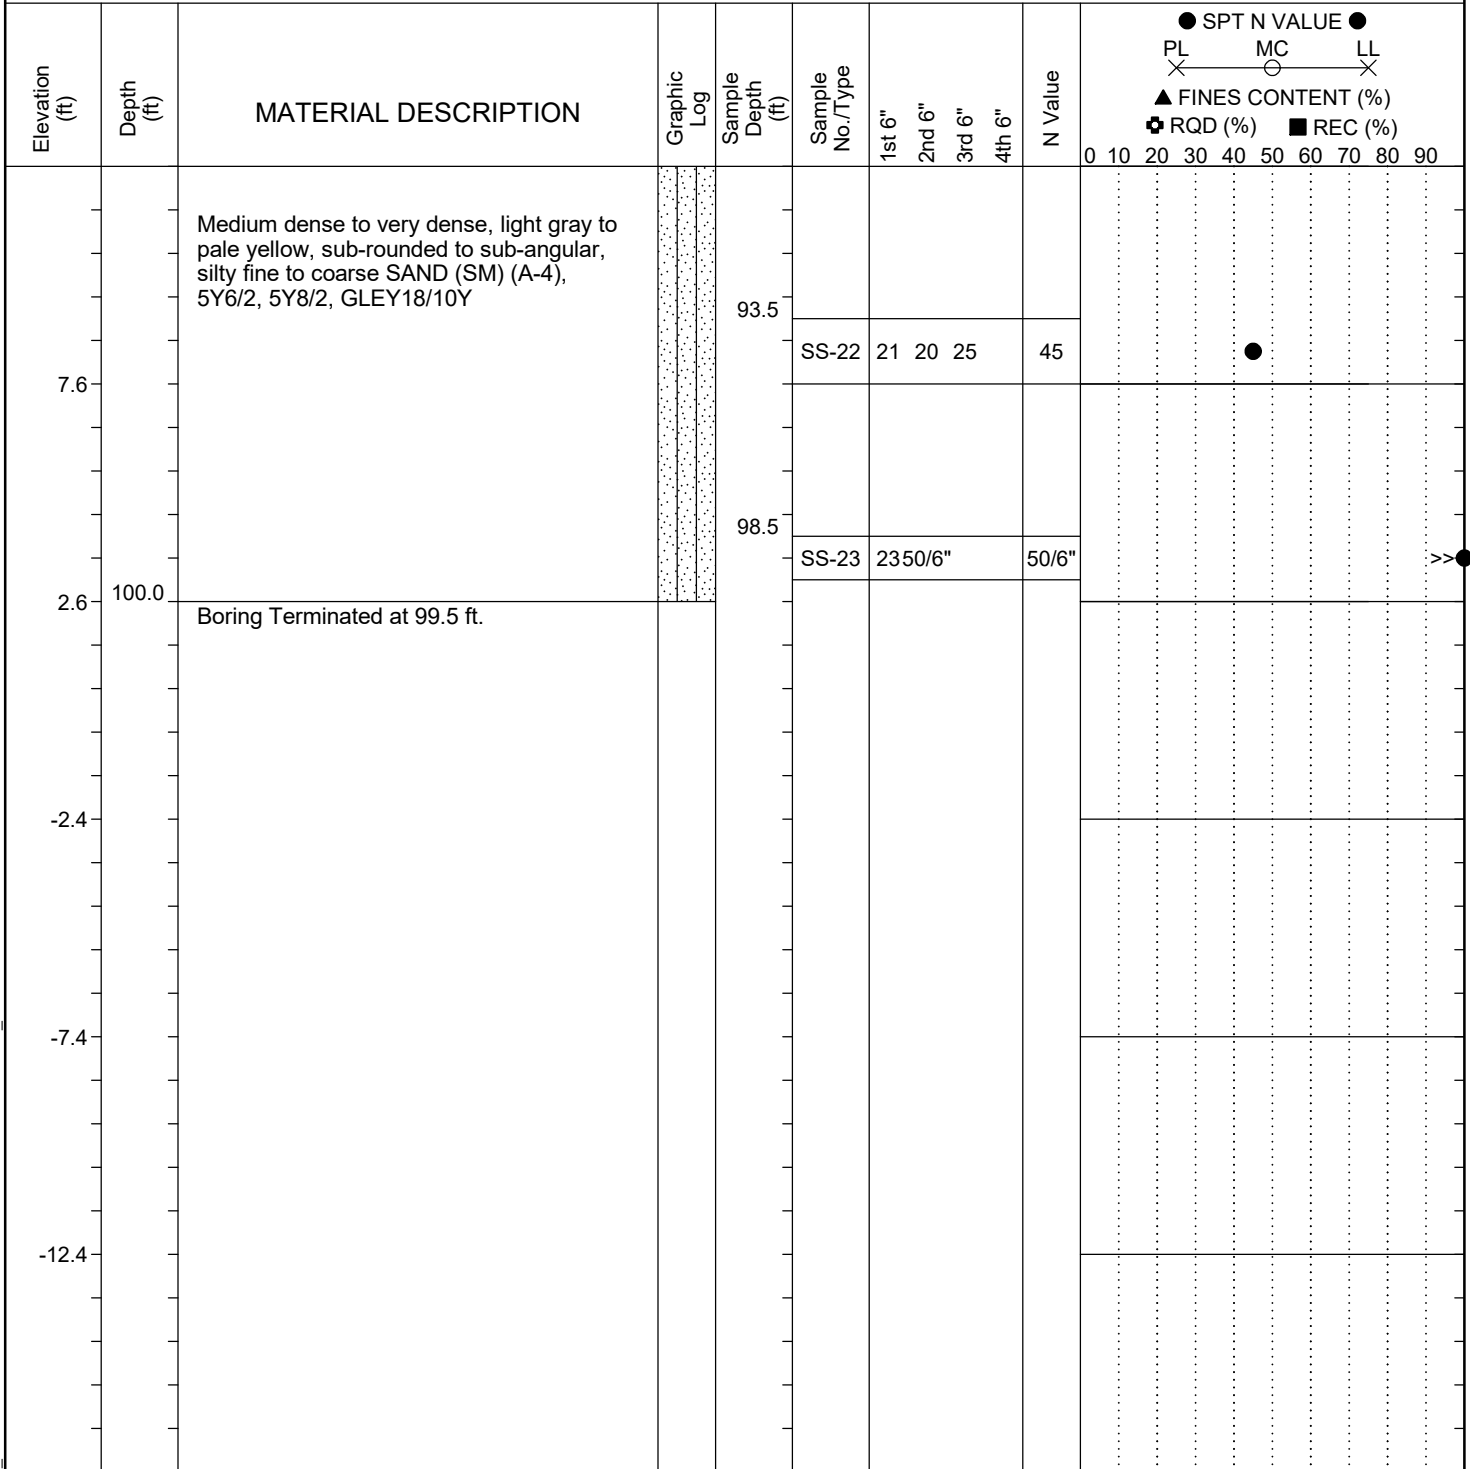 ● SPT N VALUE ●
PL MC LL
▲ FINES CONTENT (%)
RQD (%) ■ REC (%)
0 10 20 30 40 50 60 70 80 90
Elevation
(ft)
Depth
(ft)
MATERIAL DESCRIPTION
Graphic
Log
Sample
Depth
(ft)
Sample
No./Type
1st 6"
2nd 6"
3rd 6"
4th 6"
N Value
Medium dense to very dense, light gray to
pale yellow, sub-rounded to sub-angular,
silty fine to coarse SAND (SM) (A-4),
5Y6/2, 5Y8/2, GLEY18/10Y
93.5
SS-22 21 20 25 45
7.6
98.5
SS-23 23 50/6" 50/6" >>
100.0
2.6
Boring Terminated at 99.5 ft.
-2.4
-7.4
-12.4